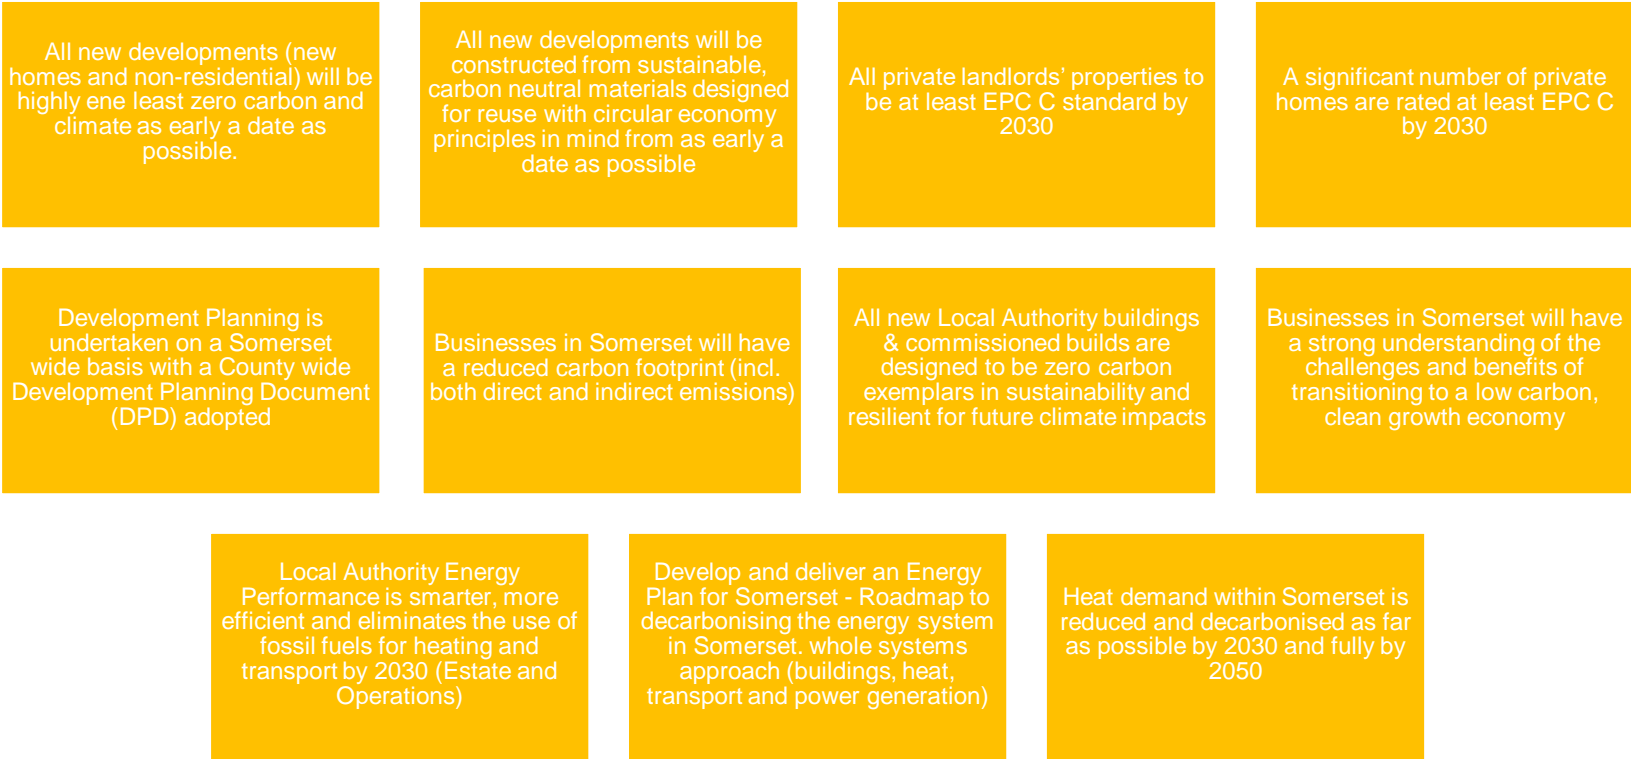 All new developments (new
homes and non-residential) will be
highly ene least zero carbon and
climate as early a date as
possible.
All new developments will be
constructed from sustainable,
carbon neutral materials designed
for reuse with circular economy
principles in mind from as early a
date as possible
All private landlords’ properties to
be at least EPC C standard by
2030
A significant number of private
homes are rated at least EPC C
by 2030
Development Planning is
undertaken on a Somerset
wide basis with a County wide
Development Planning Document
(DPD) adopted
Businesses in Somerset will have
a reduced carbon footprint (incl.
both direct and indirect emissions)
All new Local Authority buildings
& commissioned builds are
designed to be zero carbon
exemplars in sustainability and
resilient for future climate impacts
Businesses in Somerset will have
a strong understanding of the
challenges and benefits of
transitioning to a low carbon,
clean growth economy
Local Authority Energy
Performance is smarter, more
efficient and eliminates the use of
fossil fuels for heating and
transport by 2030 (Estate and
Operations)
Develop and deliver an Energy
Plan for Somerset - Roadmap to
decarbonising the energy system
in Somerset. whole systems
approach (buildings, heat,
transport and power generation)
Heat demand within Somerset is
reduced and decarbonised as far
as possible by 2030 and fully by
2050